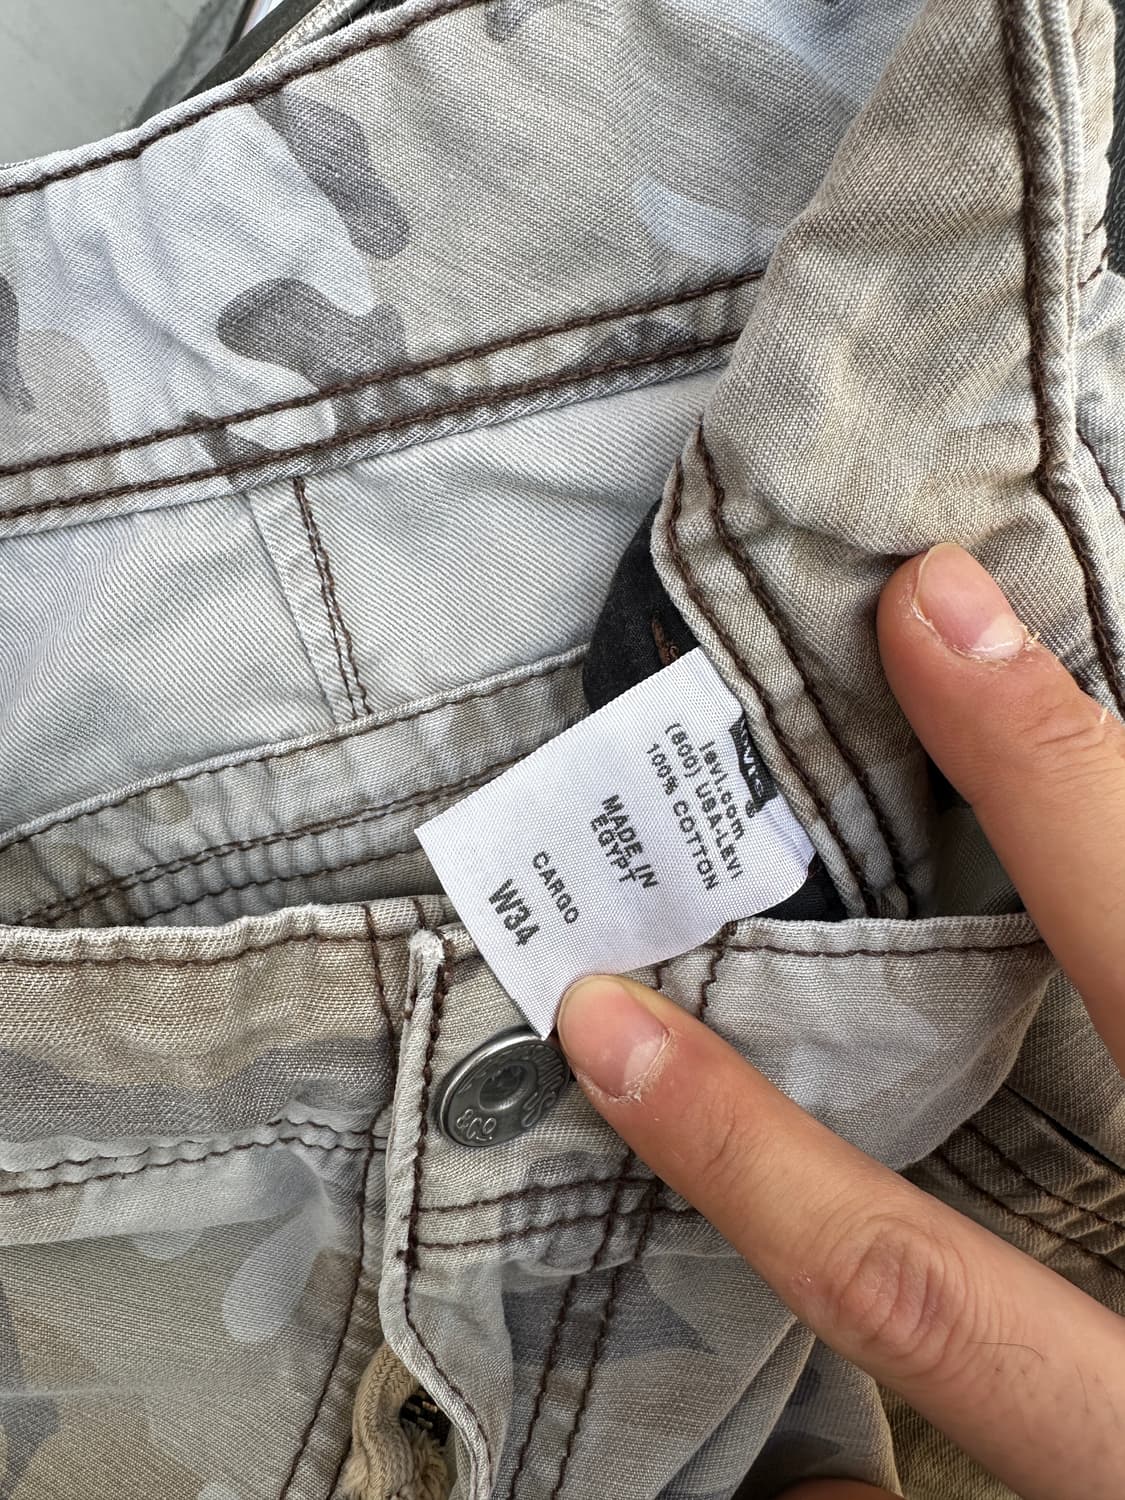 levi.com
(800) USA-LEVI
100% COTTON
MADE IN
EGYPT
CARGO
W34